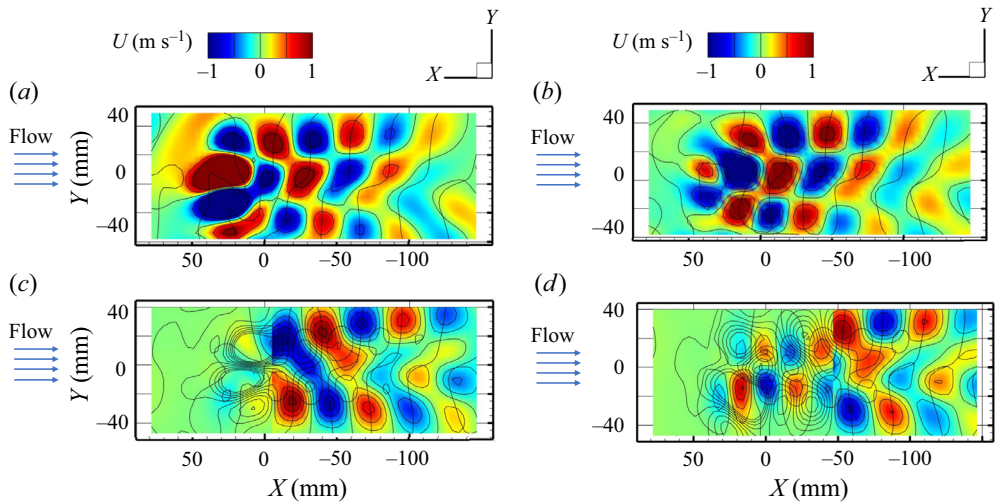 U (m s⁻¹)
–1 0 1
Y
X
U (m s⁻¹)
–1 0 1
Y
X
(a)
Flow
Y (mm)
40
0
–40
50 0 –50 –100
(b)
Flow
40
0
–40
50 0 –50 –100
(c)
Flow
Y (mm)
40
0
–40
50 0 –50 –100
X (mm)
(d)
Flow
40
0
–40
50 0 –50 –100
X (mm)